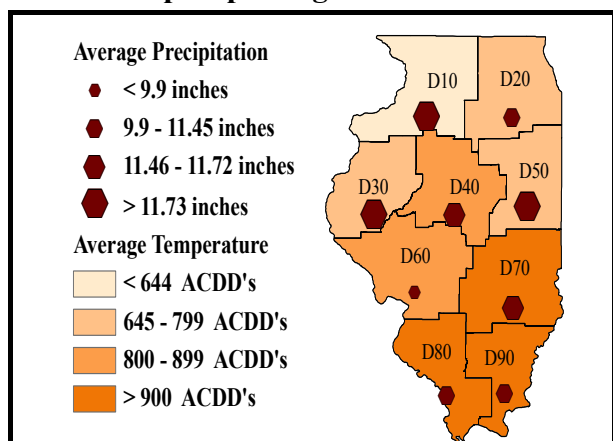 Average Precipitation
< 9.9 inches
9.9 - 11.45 inches
11.46 - 11.72 inches
> 11.73 inches
Average Temperature
< 644 ACDD's
645 - 799 ACDD's
800 - 899 ACDD's
> 900 ACDD's
D10
D20
D30
D40
D50
D60
D70
D80
D90